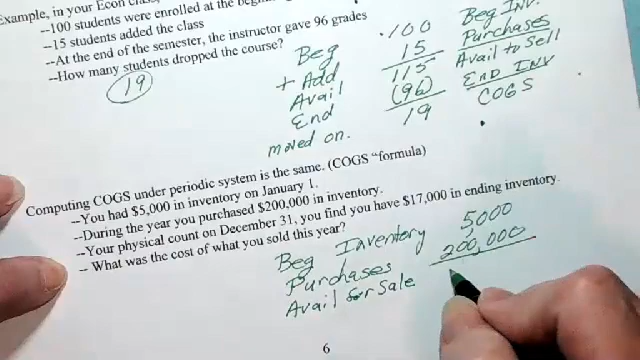 Example, in your Econ class,
--100 students were enrolled at the
--15 students added the class
--At the end of the semester, the instructor gave 96 grades
--How many students dropped the course?
19
Beg 100 Beg Inv.
+ Add 15 Purchases
Avail 115 Avail to Sell
End (96) End Inv
moved on. 19 COGS
Computing COGS under periodic system is the same. (COGS “formula)
--You had $5,000 in inventory on January 1.
--During the year you purchased $200,000 in inventory.
--Your physical count on December 31, you find you have $17,000 in ending inventory.
-- What was the cost of what you sold this year?
Beg Inventory 5000
Purchases 200,000
Avail for Sale
6